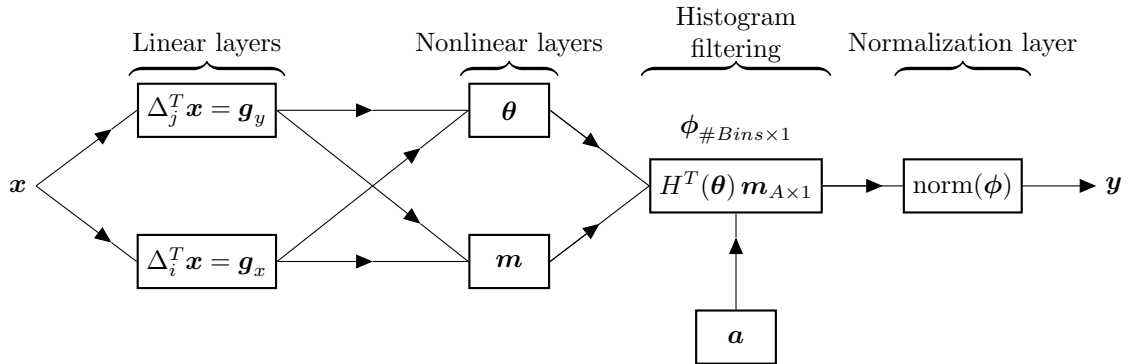 Linear layers
Nonlinear layers
Histogram
filtering
Normalization layer
Δ_j^T x = g_y
θ
ϕ_{#Bins×1}
x
H^T(θ) m_{A×1}
norm(ϕ)
y
Δ_i^T x = g_x
m
a